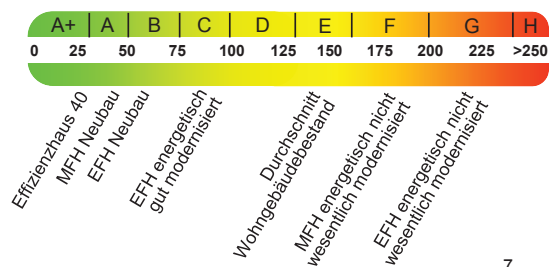 A+ A B C D E F G H
0 25 50 75 100 125 150 175 200 225 >250
Effizienzhaus 40
MFH Neubau
EFH Neubau
EFH energetisch
gut modernisiert
Durchschnitt
Wohngebäudebestand
MFH energetisch nicht
wesentlich modernisiert
EFH energetisch nicht
wesentlich modernisiert
7